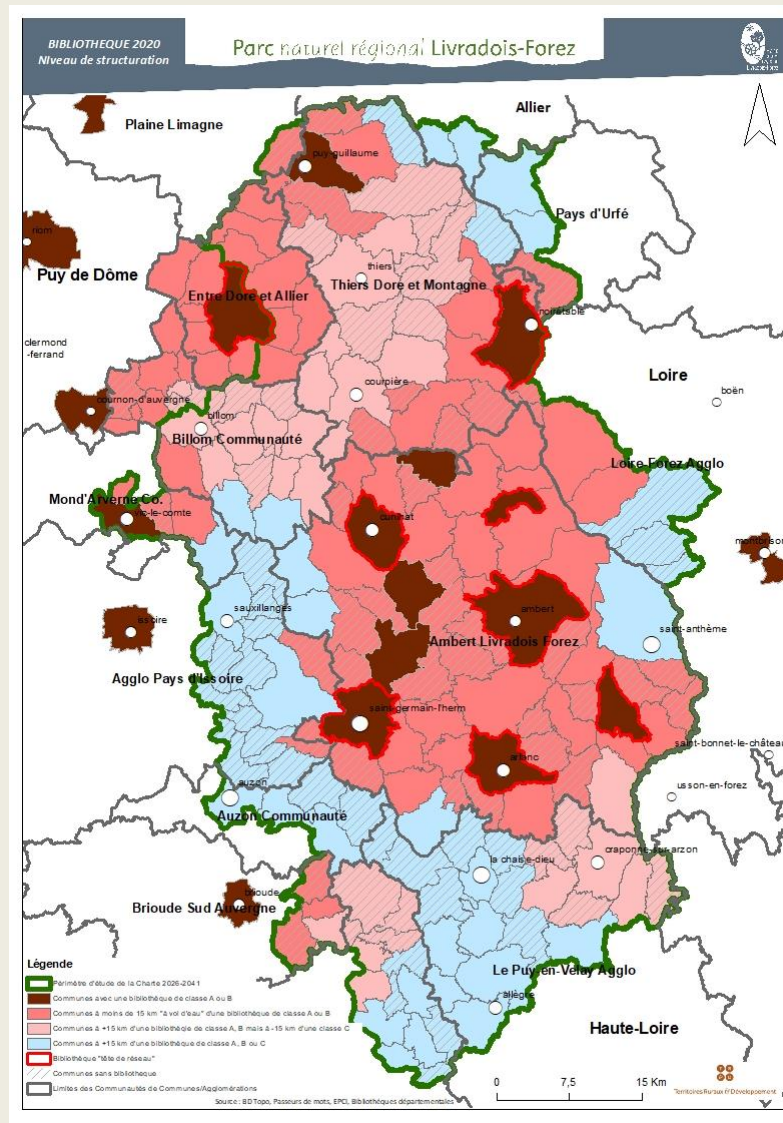 BIBLIOTHEQUE 2020
Niveau de structuration
Parc naturel régional Livradois-Forez
Allier
Plaine Limagne
puy-guillaume
Pays d'Urfé
riom
Puy de Dôme
thiers
Entre Dore et Allier
Thiers Dore et Montagne
noirétable
clermond
-ferrand
Loire
courpière
boën
cournon-d'auvergne
billom
Billom Communauté
Loire Forez Agglo
Mond'Arverne Co.
vic-le-comte
cunlhat
montbrison
issoire
sauxillanges
ambert
saint-anthème
Ambert Livradois Forez
Agglo Pays d'Issoire
saint-germain-l'herm
saint-bonnet-le-château
arlanc
auzon
usson-en-forez
Auzon Communauté
la chaise-dieu
craponne-sur-arzon
brioude
Brioude Sud Auvergne
Légende
Le Puy-en-Velay Agglo
Périmètre d'étude de la Charte 2026-2041
Communes avec une bibliothèque de classe A ou B
allègre
Communes à moins de 15 km "à vol d'eau" d'une bibliothèque de classe A ou B
Communes à +15 km d'une bibliothèque de classe A, B mais à -15 km d'une classe C
Haute-Loire
Communes à +15 km d'une bibliothèque de classe A, B ou C
Bibliothèque "tête de réseau"
Communes sans bibliothèque
Limites des Communautés de Communes/Agglomérations
0 7,5 15 Km
Territoires Ruraux & Développement
Source : BD Topo, Passeurs de mots, EPCI, Bibliothèques départementales